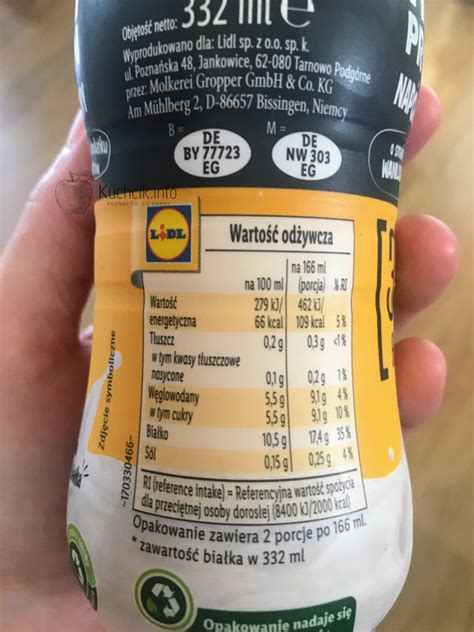 Objętość netto: 332 ml e
Wyprodukowano dla: Lidl sp. z o.o. sp. k.
ul. Poznańska 48, Jankowice, 62-080 Tarnowo Podgórne
przez: Molkerei Gropper GmbH & Co. KG
Am Mühlberg 2, D-86657 Bissingen, Niemcy
B = DE BY 77723 EG M = DE NW 303 EG
Kuchcik.info
LIDL
Wartość odżywcza
na 100 ml na 166 ml (porcja) % RI
Wartość energetyczna 279 kJ/ 66 kcal 462 kJ/ 109 kcal 5 %
Tłuszcz 0,2 g 0,3 g <1 %
w tym kwasy tłuszczowe nasycone 0,1 g 0,2 g 1 %
Węglowodany 5,5 g 9,1 g 4 %
w tym cukry 5,5 g 9,1 g 10 %
Białko 10,5 g 17,4 g 35 %
Sól 0,15 g 0,25 g 4 %
RI (reference intake) = Referencyjna wartość spożycia
dla przeciętnej osoby dorosłej (8400 kJ/2000 kcal)
Opakowanie zawiera 2 porcje po 166 ml.
* zawartość białka w 332 ml
Zdjęcie symboliczne
~170330466~
Opakowanie nadaje się